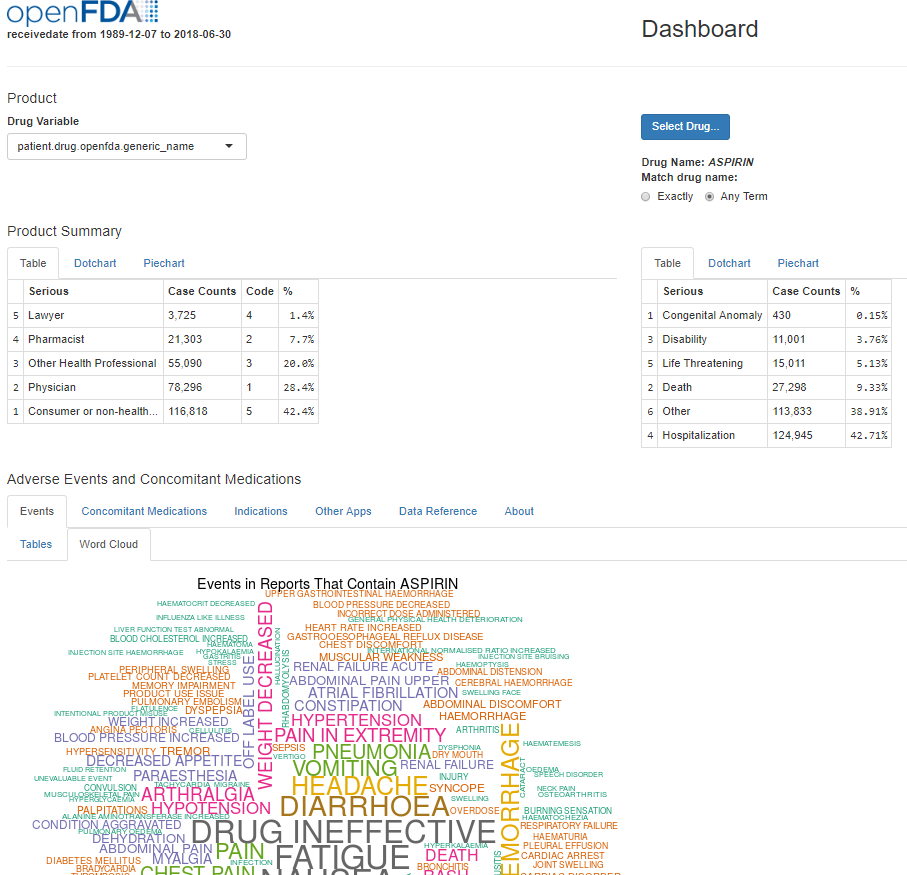 openFDA
receivedate from 1989-12-07 to 2018-06-30
Dashboard
Product
Drug Variable
patient.drug.openfda.generic_name
Select Drug...
Drug Name: ASPIRIN
Match drug name:
Exactly Any Term
Product Summary
Table Dotchart Piechart
Serious Case Counts Code %
5 Lawyer 3,725 4 1.4%
4 Pharmacist 21,303 2 7.7%
3 Other Health Professional 55,090 3 20.0%
2 Physician 78,296 1 28.4%
1 Consumer or non-health... 116,818 5 42.4%
Table Dotchart Piechart
Serious Case Counts %
1 Congenital Anomaly 430 0.15%
3 Disability 11,001 3.76%
5 Life Threatening 15,011 5.13%
2 Death 27,298 9.33%
6 Other 113,833 38.91%
4 Hospitalization 124,945 42.71%
Adverse Events and Concomitant Medications
Events Concomitant Medications Indications Other Apps Data Reference About
Tables Word Cloud
Events in Reports That Contain ASPIRIN
UPPER GASTROINTESTINAL HAEMORRHAGE
HAEMATOCRIT DECREASED
BLOOD PRESSURE DECREASED
INCORRECT DOSE ADMINISTERED
INFLUENZA LIKE ILLNESS
GENERAL PHYSICAL HEALTH DETERIORATION
LIVER FUNCTION TEST ABNORMAL
HEART RATE INCREASED
BLOOD CHOLESTEROL INCREASED
GASTROOESOPHAGEAL REFLUX DISEASE
HAEMATOMA
CHEST DISCOMFORT
INJECTION SITE HAEMORRHAGE
HYPOKALAEMIA
INTERNATIONAL NORMALISED RATIO INCREASED
GASTRITIS
MUSCULAR WEAKNESS
INJECTION SITE BRUISING
STRESS
RENAL FAILURE ACUTE
HAEMOPTYSIS
PERIPHERAL SWELLING
ABDOMINAL DISTENSION
PLATELET COUNT DECREASED
ABDOMINAL PAIN UPPER
CEREBRAL HAEMORRHAGE
MEMORY IMPAIRMENT
PRODUCT USE ISSUE
ATRIAL FIBRILLATION
SWELLING FACE
PULMONARY EMBOLISM
CONSTIPATION
ABDOMINAL DISCOMFORT
FLATULENCE
DYSPEPSIA
INTENTIONAL PRODUCT MISUSE
HAEMORRHAGE
WEIGHT INCREASED
HYPERTENSION
ANGINA PECTORIS
CELLULITIS
ARTHRITIS
BLOOD PRESSURE INCREASED
PAIN IN EXTREMITY
OFF LABEL USE
WEIGHT DECREASED
HALLUCINATION
RHABDOMYOLYSIS
HYPERSENSITIVITY
TREMOR
SEPSIS
PNEUMONIA
DYSPHONIA
HAEMATEMESIS
DECREASED APPETITE
VERTIGO
DRY MOUTH
FLUID RETENTION
VOMITING
RENAL FAILURE
CATARACT
OEDEMA
UNEVALUABLE EVENT
PARAESTHESIA
INJURY
SPEECH DISORDER
CONVULSION
TACHYCARDIA
MIGRAINE
HEADACHE
SYNCOPE
NECK PAIN
MUSCULOSKELETAL PAIN
ARTHRALGIA
OSTEOARTHRITIS
HYPERGLYCAEMIA
SWELLING
PALPITATIONS
HYPOTENSION
DIARRHOEA
OVERDOSE
BURNING SENSATION
ALANINE AMINOTRANSFERASE INCREASED
HAEMATOCHEZIA
CONDITION AGGRAVATED
RESPIRATORY FAILURE
PULMONARY OEDEMA
DRUG INEFFECTIVE
DEHYDRATION
HAEMATURIA
HYPERKALAEMIA
PLEURAL EFFUSION
ABDOMINAL PAIN
PAIN
FATIGUE
DEATH
CARDIAC ARREST
DIABETES MELLITUS
MYALGIA
INFECTION
JOINT SWELLING
BRADYCARDIA
CHEST PAIN
BRONCHITIS